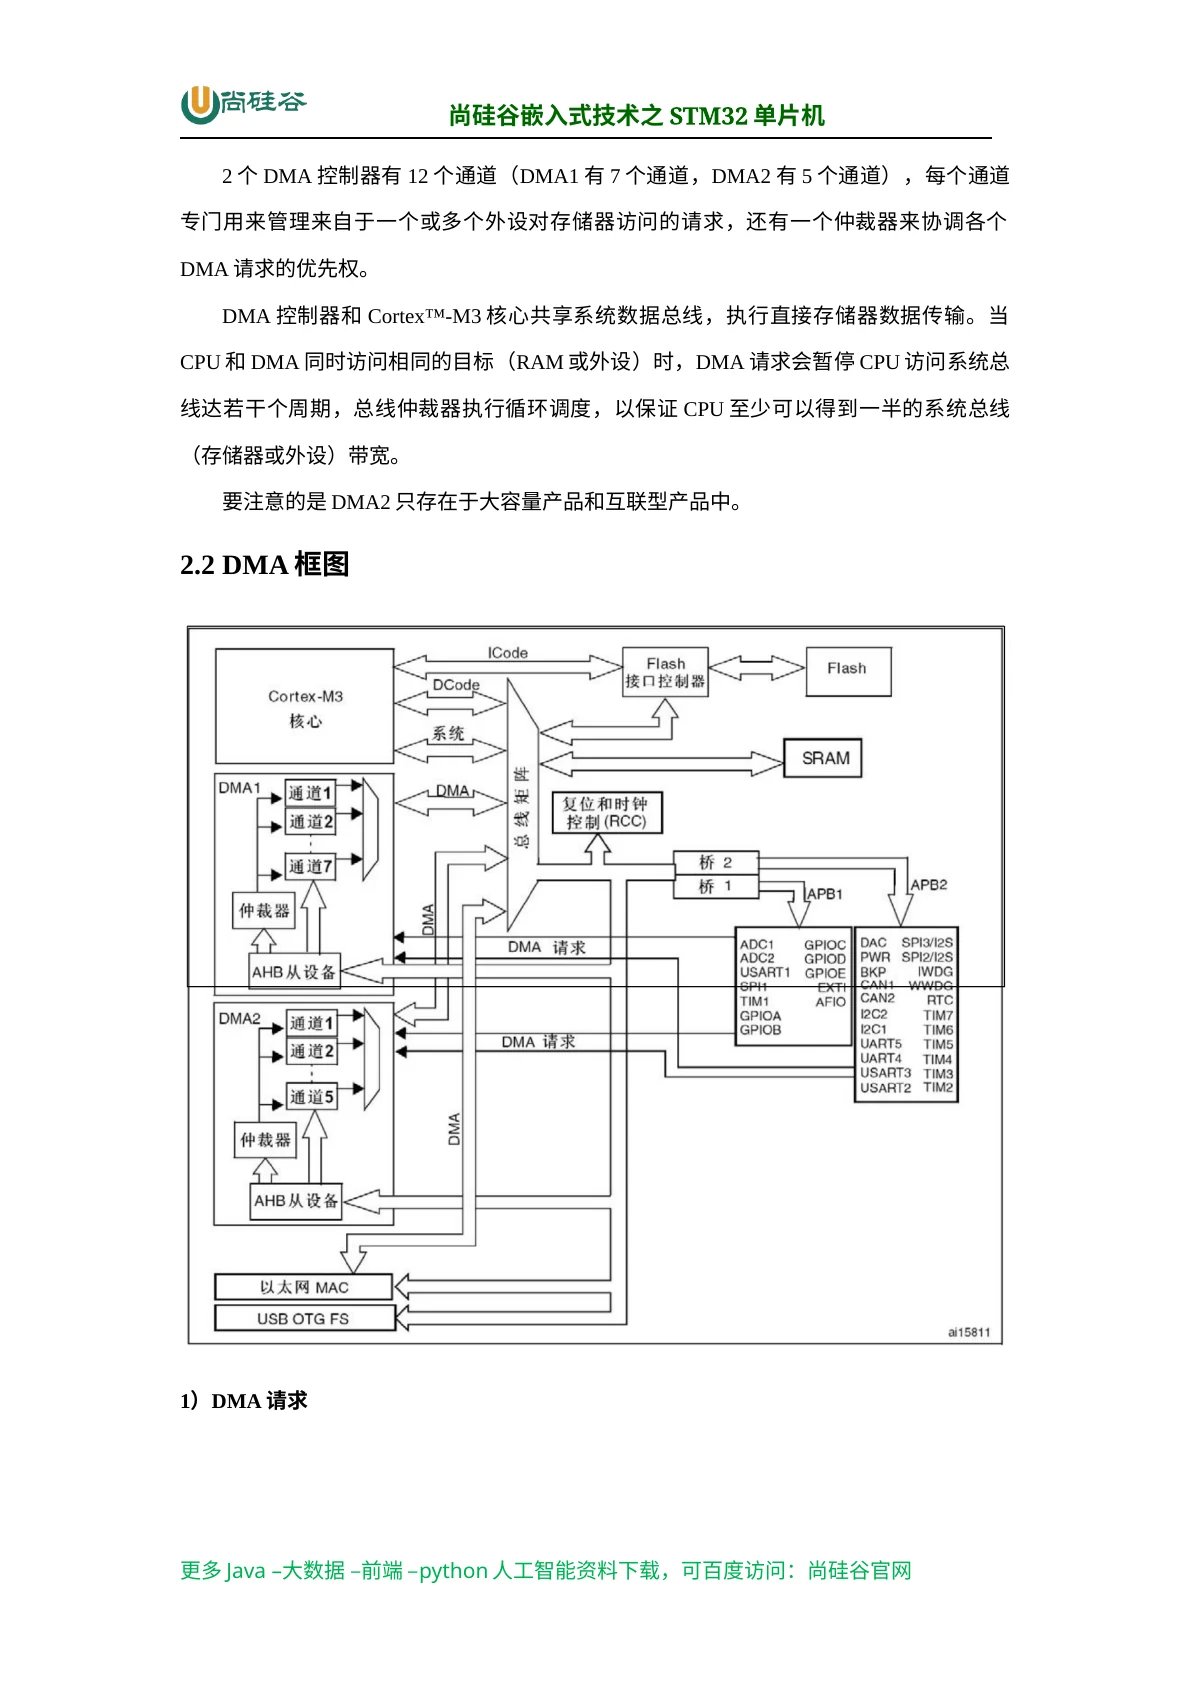 尚硅谷
尚硅谷嵌入式技术之 STM32 单片机
2 个 DMA 控制器有 12 个通道（DMA1 有 7 个通道，DMA2 有 5 个通道），每个通道
专门用来管理来自于一个或多个外设对存储器访问的请求，还有一个仲裁器来协调各个
DMA 请求的优先权。
DMA 控制器和 Cortex™-M3 核心共享系统数据总线，执行直接存储器数据传输。当
CPU 和 DMA 同时访问相同的目标（RAM 或外设）时，DMA 请求会暂停 CPU 访问系统总
线达若干个周期，总线仲裁器执行循环调度，以保证 CPU 至少可以得到一半的系统总线
（存储器或外设）带宽。
要注意的是 DMA2 只存在于大容量产品和互联型产品中。
2.2 DMA 框图
Cortex-M3
核心
ICode
DCode
系统
DMA
Flash
接口控制器
Flash
SRAM
总线矩阵
复位和时钟
控制 (RCC)
桥 2
桥 1
APB1
APB2
DMA1
通道1
通道2
通道7
仲裁器
AHB从设备
DMA
DMA 请求
ADC1 GPIOC
ADC2 GPIOD
USART1 GPIOE
SPI1 EXTI
TIM1 AFIO
GPIOA
GPIOB
DAC SPI3/I2S
PWR SPI2/I2S
BKP IWDG
CAN1 WWDG
CAN2 RTC
I2C2 TIM7
I2C1 TIM6
UART5 TIM5
UART4 TIM4
USART3 TIM3
USART2 TIM2
DMA2
通道1
通道2
通道5
仲裁器
AHB从设备
DMA 请求
DMA
以太网 MAC
USB OTG FS
ai15811
1）DMA 请求
更多 Java –大数据 –前端 –python 人工智能资料下载，可百度访问：尚硅谷官网